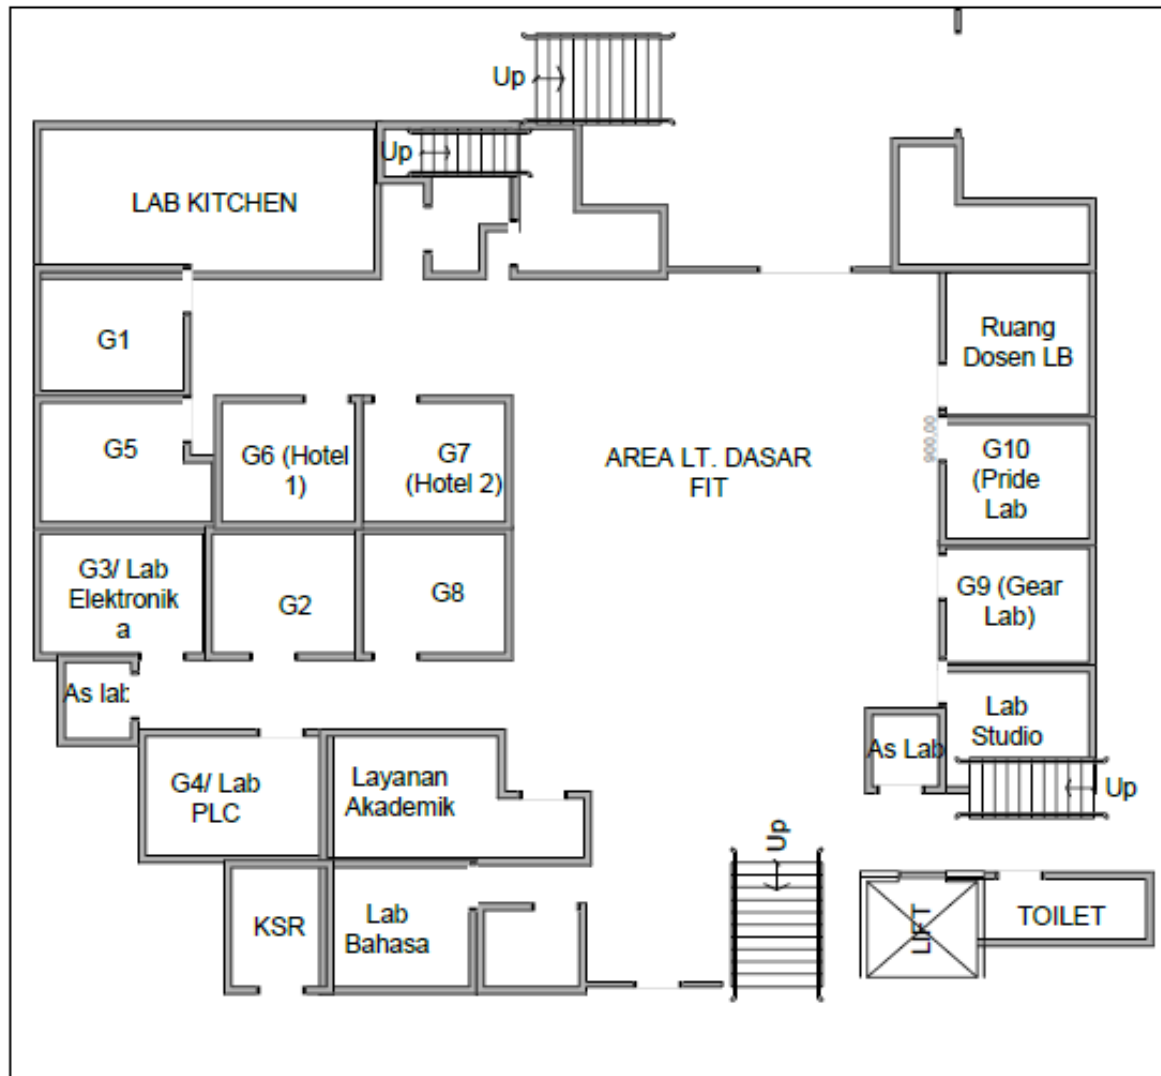 Up
Up
LAB KITCHEN
G1
Ruang
Dosen LB
G5
G6 (Hotel
1)
G7
(Hotel 2)
AREA LT. DASAR
FIT
900.00
G10
(Pride
Lab
G3/ Lab
Elektronik
a
G2
G8
G9 (Gear
Lab)
As lab
Lab
Studio
As Lab
Up
G4/ Lab
PLC
Layanan
Akademik
Up
KSR
Lab
Bahasa
LIFT
TOILET